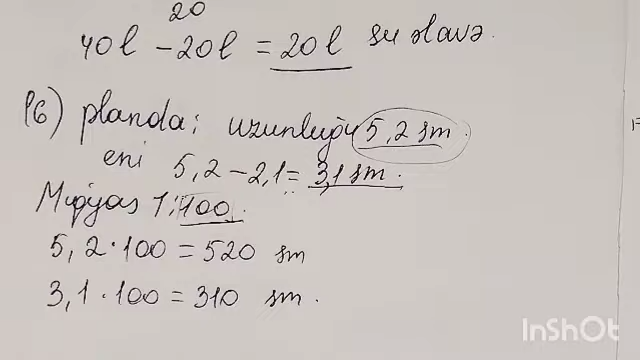 20
40l - 20l = 20l su əlavə.
16) planda: uzunluğu 5,2 sm.
eni 5,2 - 2,1 = 3,1 sm.
Miqyas 1:100.
5,2 · 100 = 520 sm
3,1 · 100 = 310 sm.
InShOt